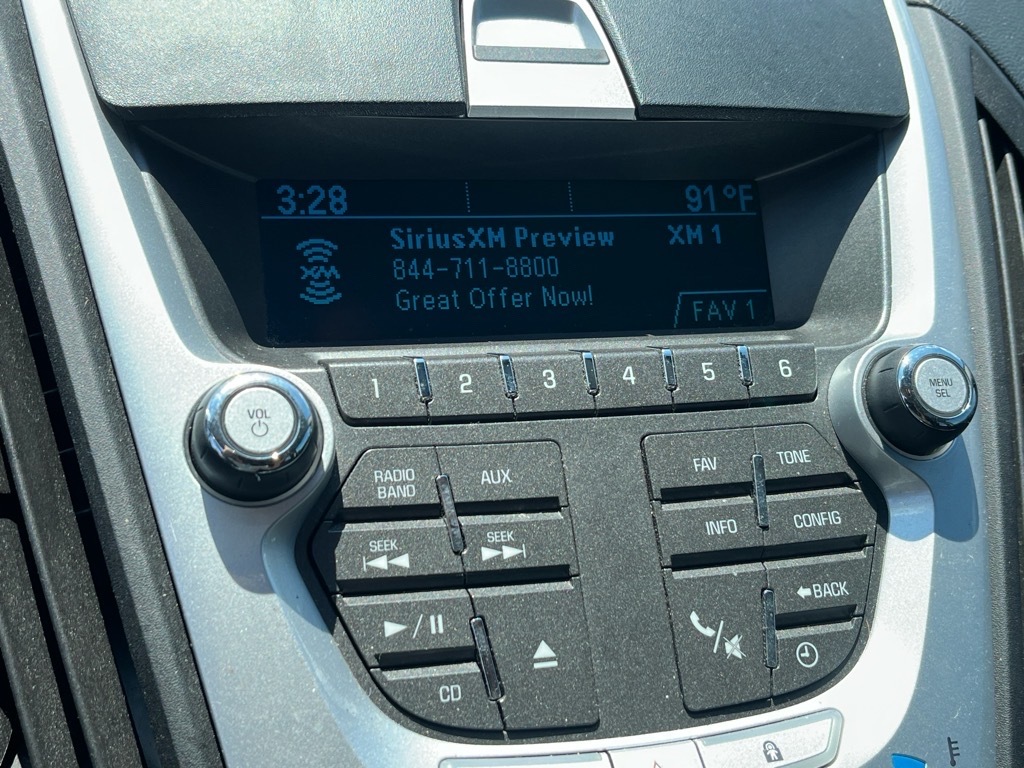 3:28 91°F
SiriusXM Preview XM 1
XM
844-711-8800
Great Offer Now!
FAV 1
1 2 3 4 5 6
VOL
MENU
SEL
RADIO
BAND
AUX
FAV
TONE
SEEK
SEEK
INFO
CONFIG
BACK
CD